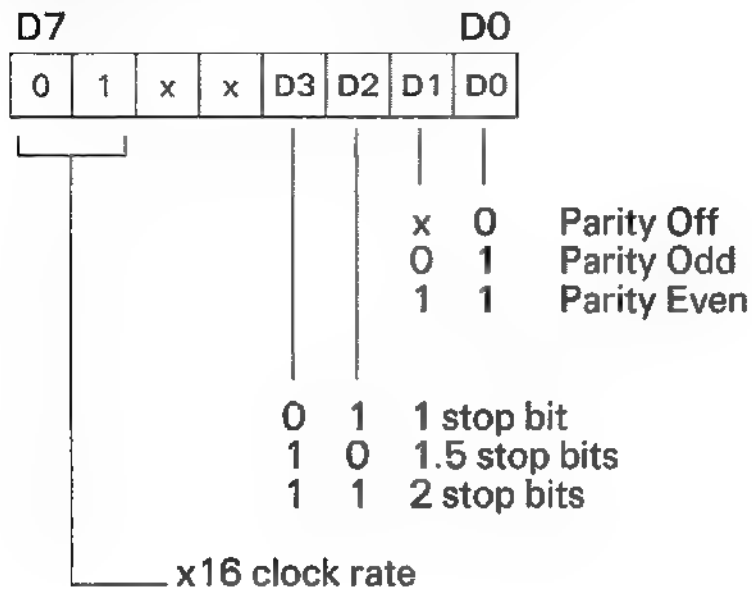 D7 D0
0 1 x x D3 D2 D1 D0
x 0 Parity Off
0 1 Parity Odd
1 1 Parity Even
0 1 1 stop bit
1 0 1.5 stop bits
1 1 2 stop bits
x16 clock rate